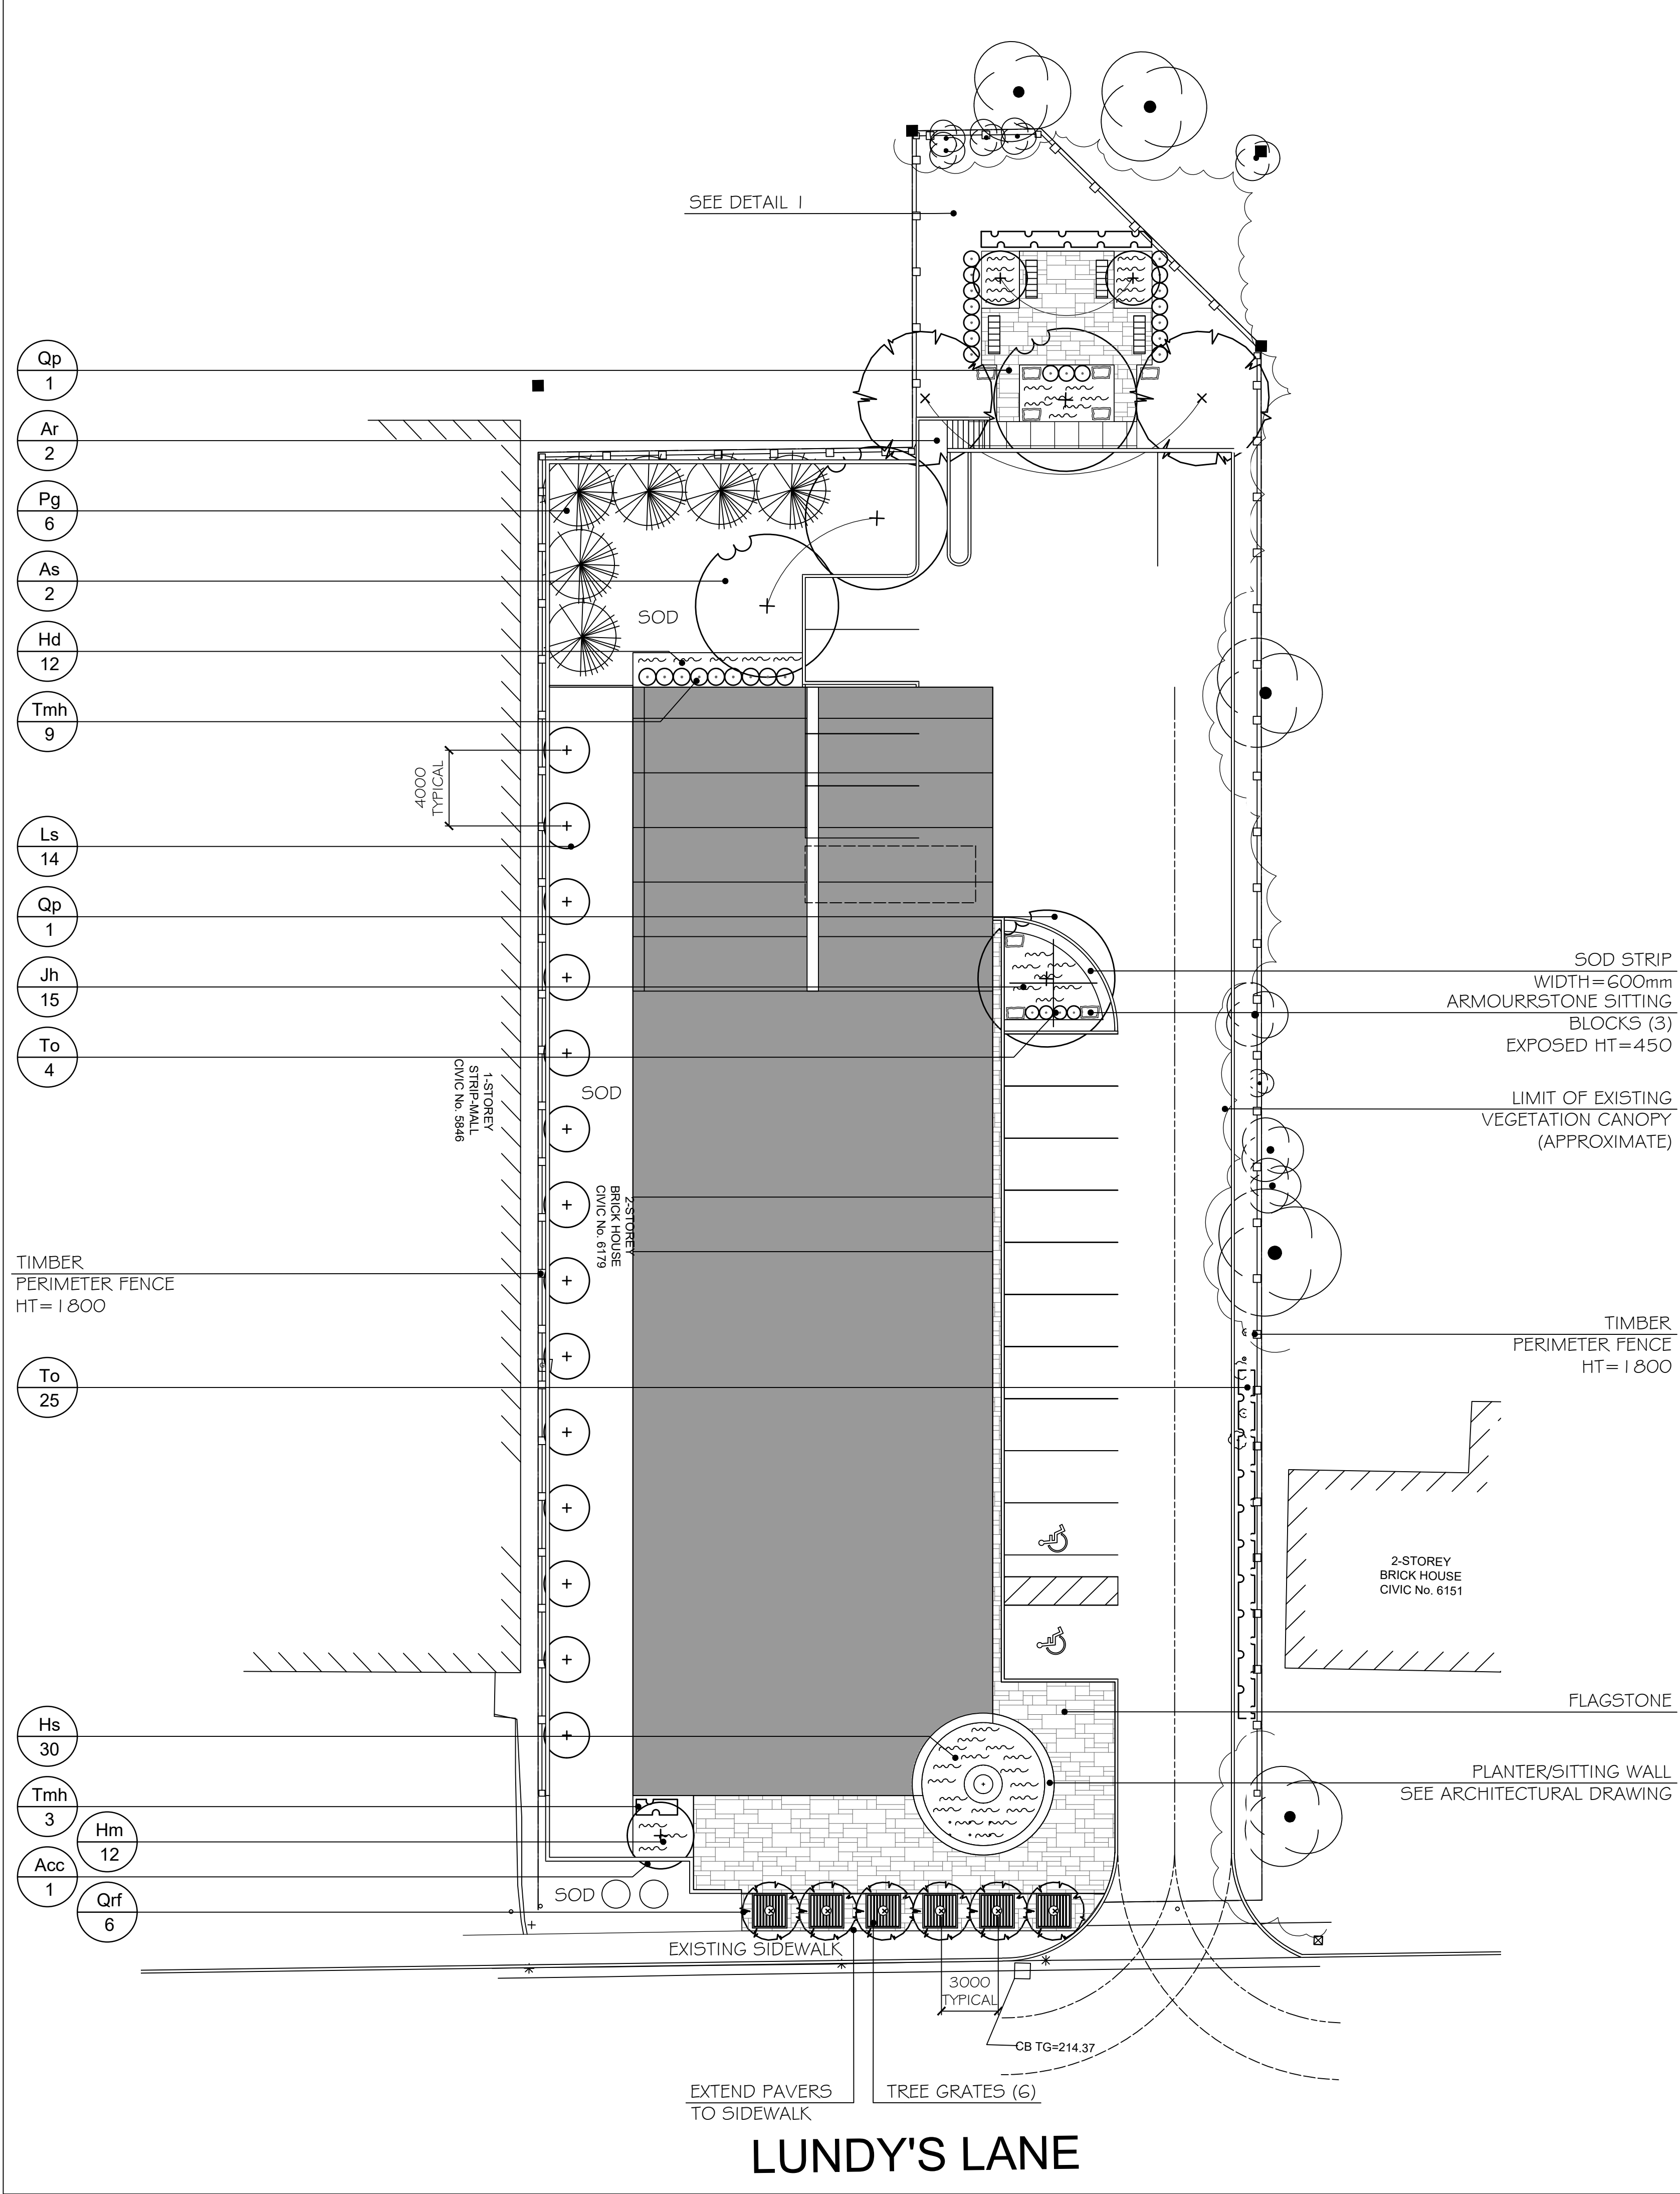 SEE DETAIL 1
Qp
1
Ar
2
Pg
6
As
2
Hd
12
Tmh
9
SOD
4000
TYPICAL
Ls
14
Qp
1
Jh
15
To
4
SOD STRIP
WIDTH=600mm
ARMOURRSTONE SITTING
BLOCKS (3)
EXPOSED HT=450
LIMIT OF EXISTING
VEGETATION CANOPY
(APPROXIMATE)
1-STOREY
STRIP-MALL
CIVIC No. 5846
SOD
2-STOREY
BRICK HOUSE
CIVIC No. 6179
TIMBER
PERIMETER FENCE
HT=1800
TIMBER
PERIMETER FENCE
HT=1800
To
25
2-STOREY
BRICK HOUSE
CIVIC No. 6151
FLAGSTONE
Hs
30
PLANTER/SITTING WALL
SEE ARCHITECTURAL DRAWING
Tmh
3
Hm
12
Acc
1
Qrf
6
SOD
EXISTING SIDEWALK
3000
TYPICAL
CB TG=214.37
EXTEND PAVERS
TO SIDEWALK
TREE GRATES (6)
LUNDY'S LANE